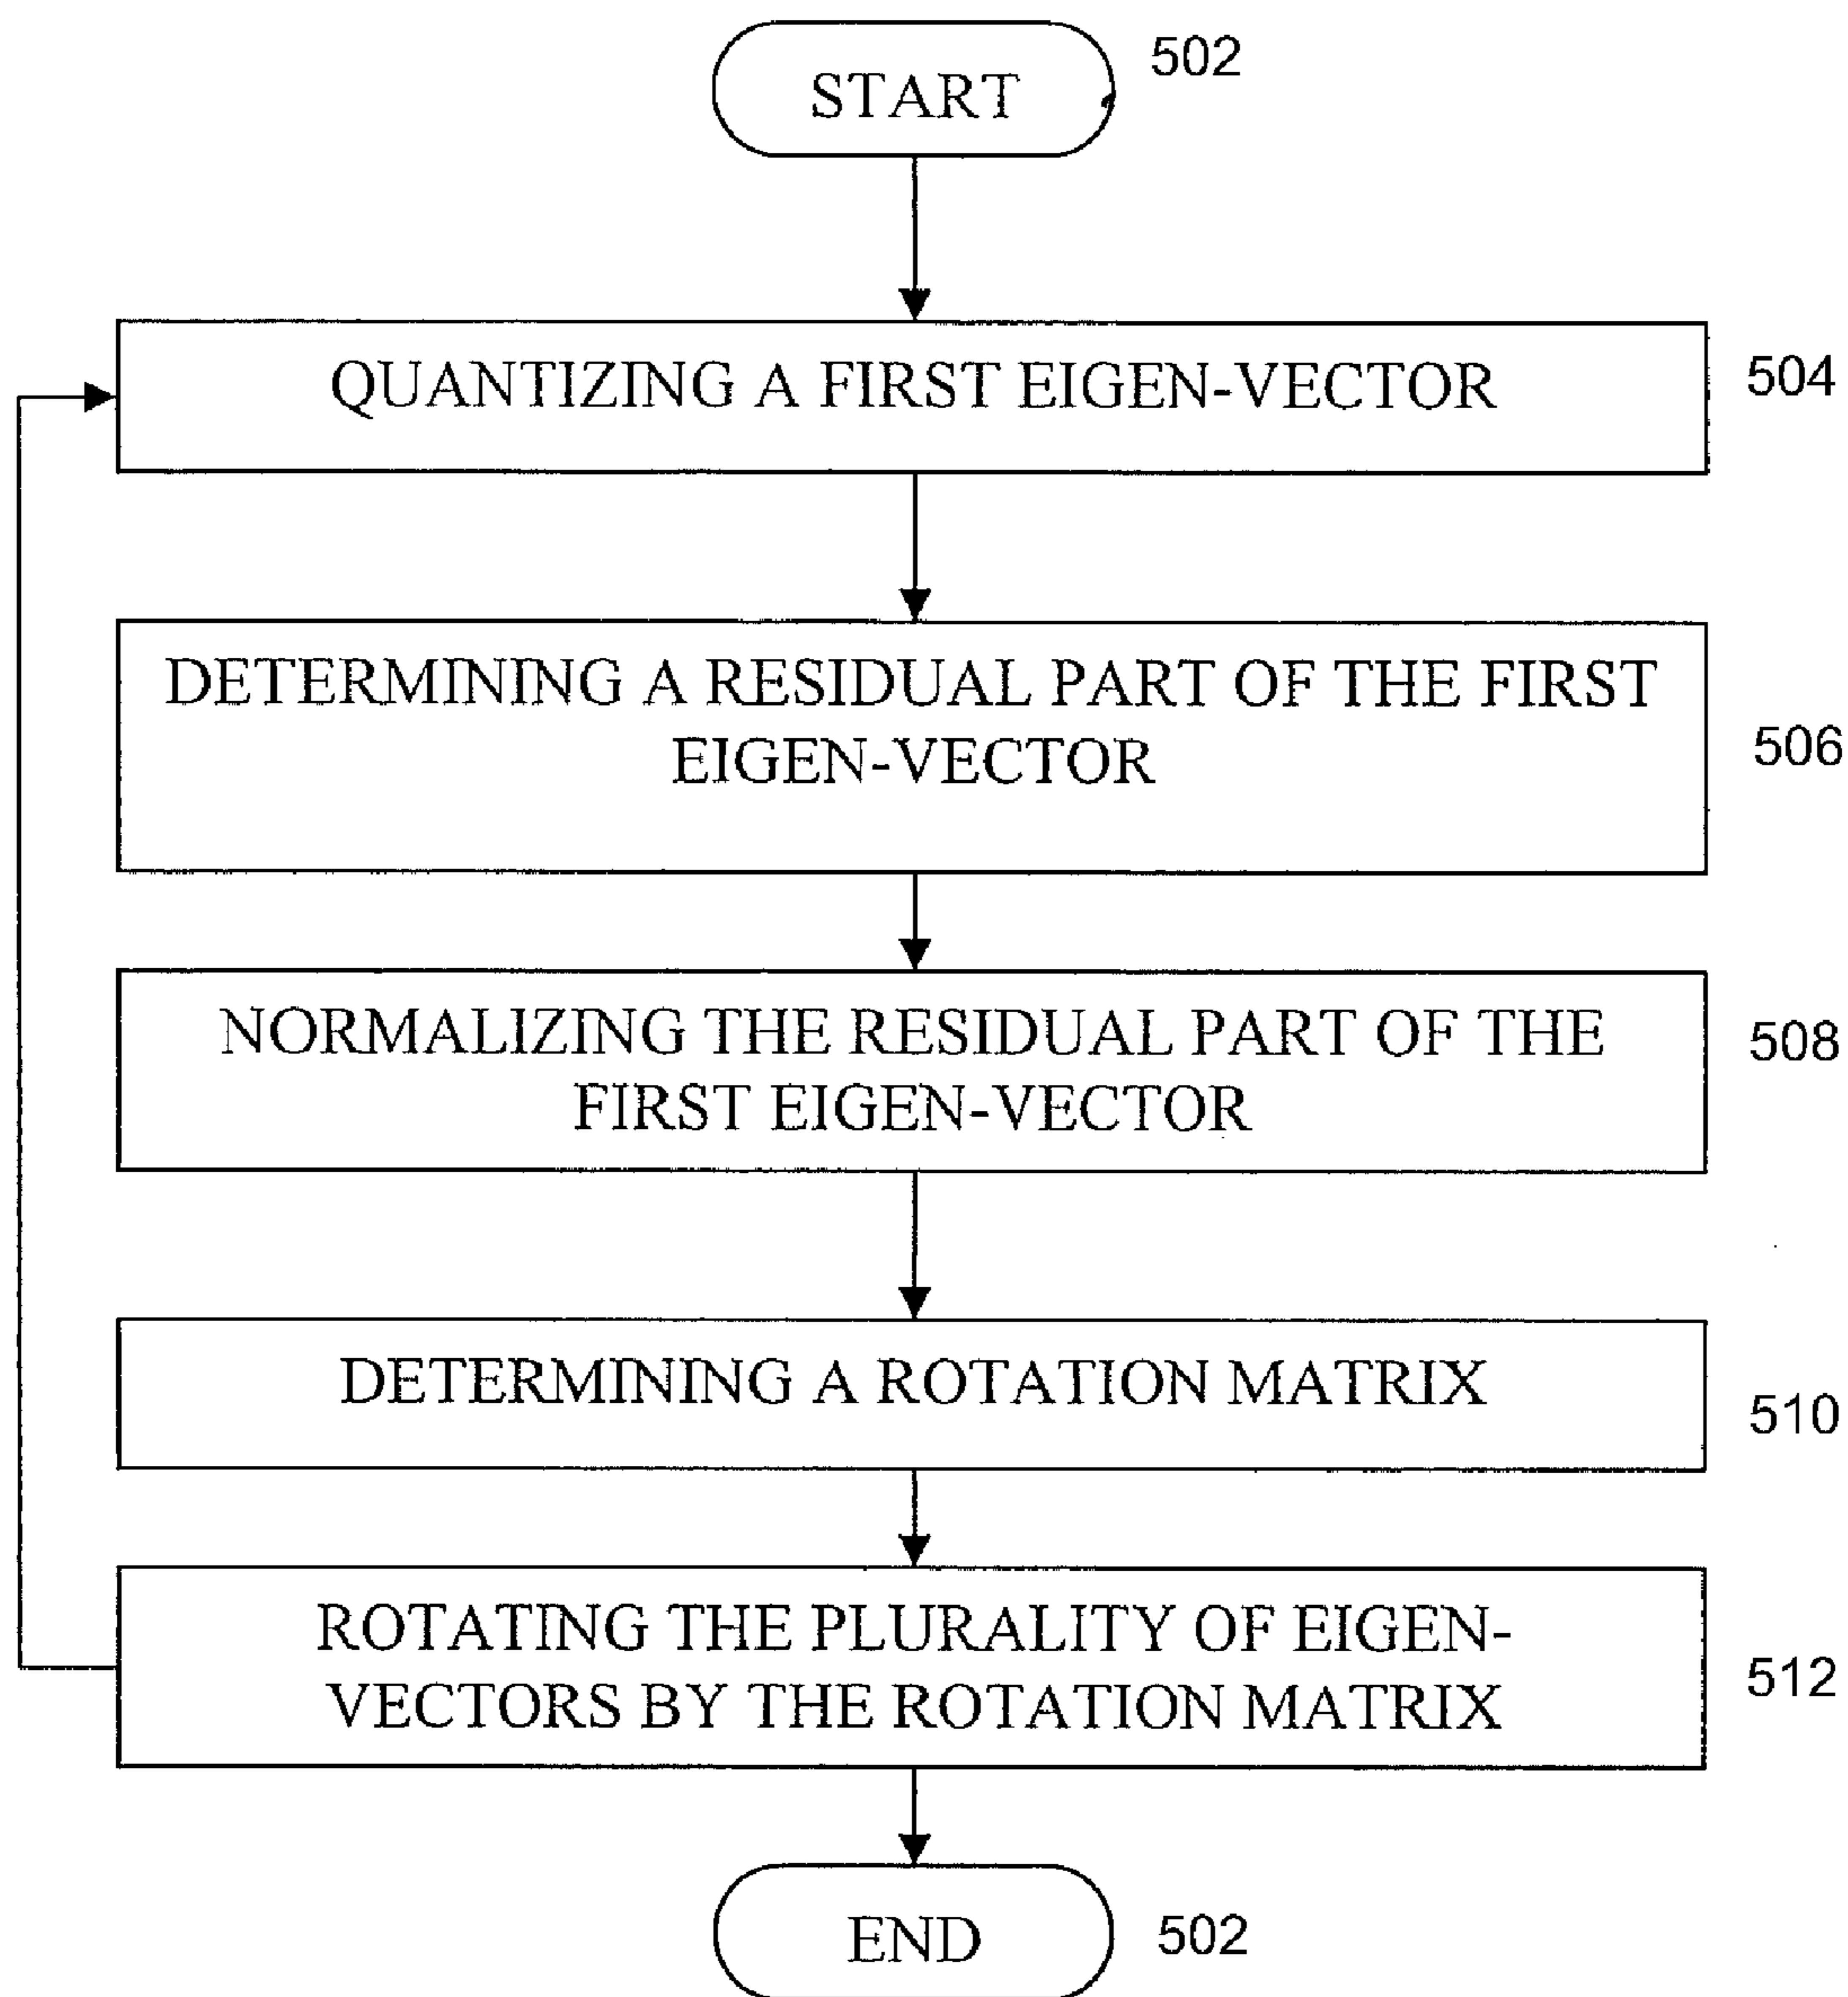 START
502
QUANTIZING A FIRST EIGEN-VECTOR
504
DETERMINING A RESIDUAL PART OF THE FIRST
EIGEN-VECTOR
506
NORMALIZING THE RESIDUAL PART OF THE
FIRST EIGEN-VECTOR
508
DETERMINING A ROTATION MATRIX
510
ROTATING THE PLURALITY OF EIGEN-
VECTORS BY THE ROTATION MATRIX
512
END
502